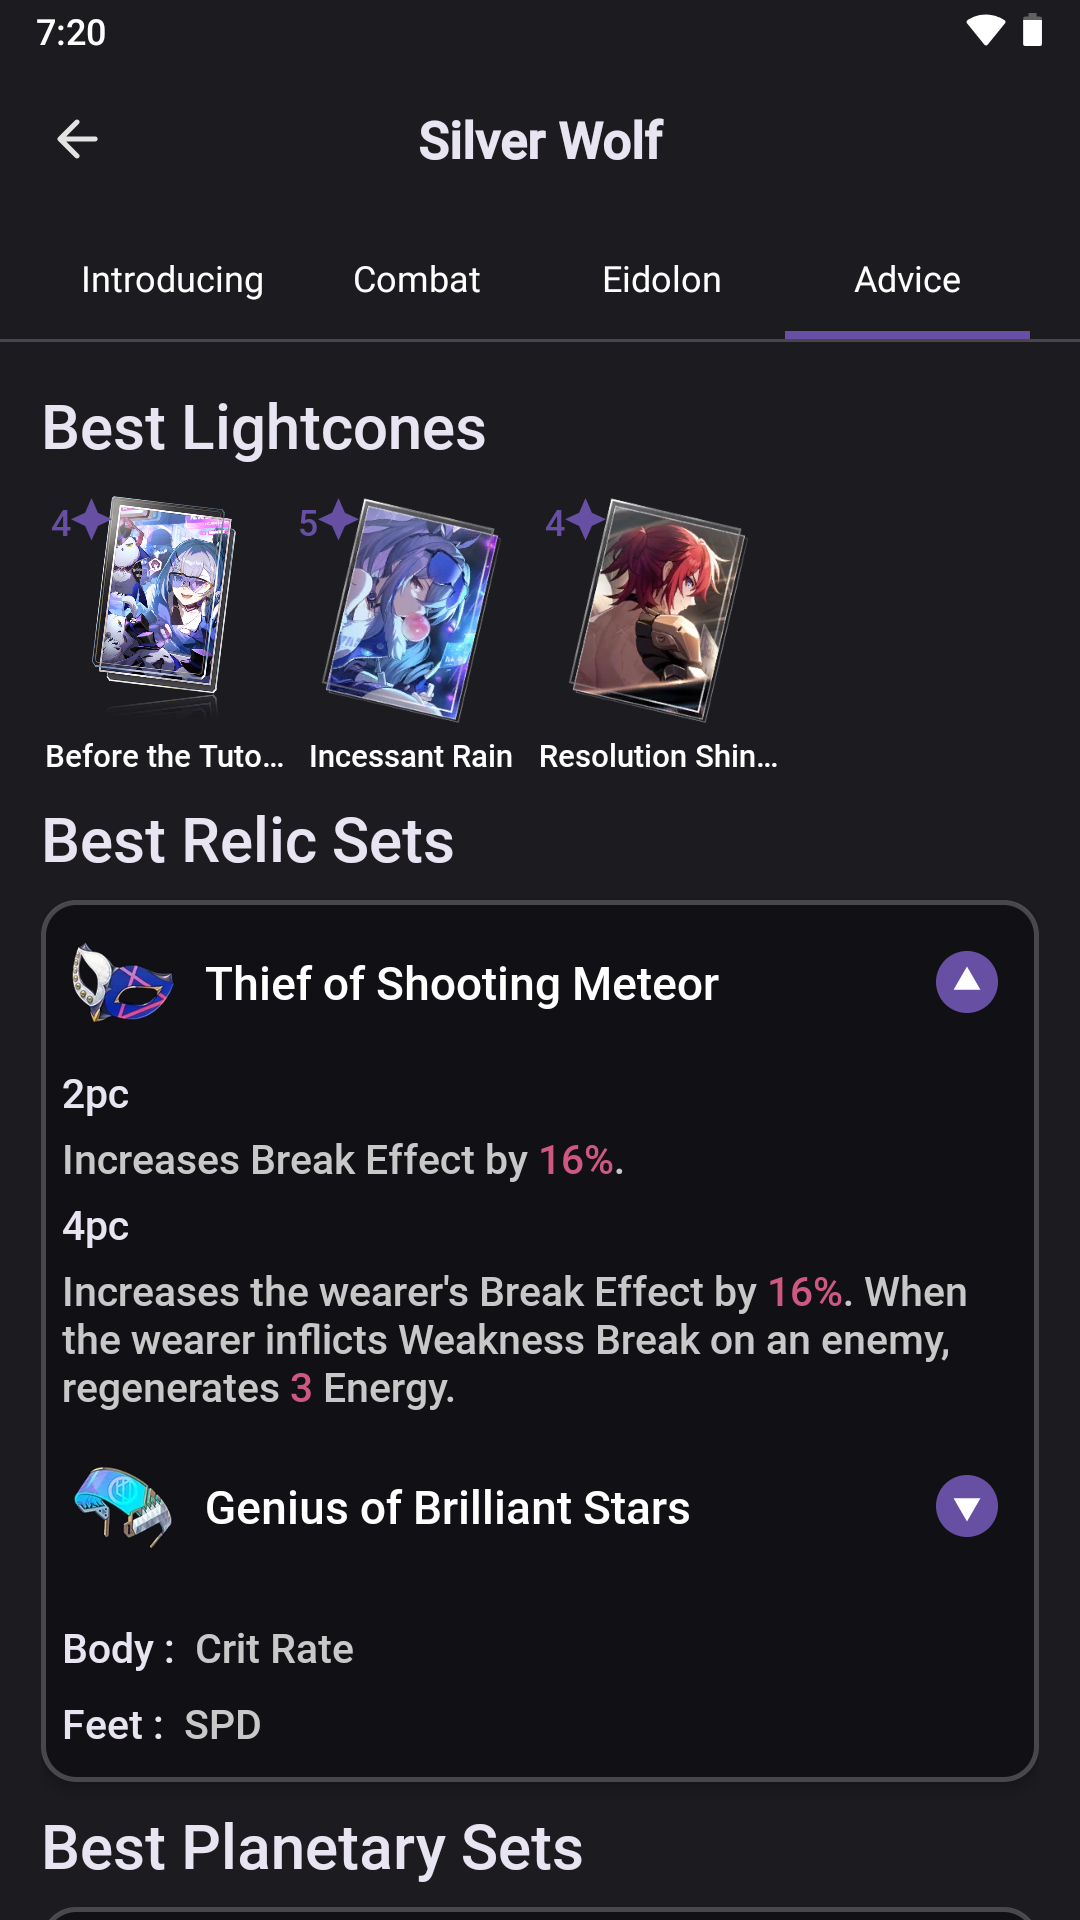 7:20
Silver Wolf
Introducing
Combat
Eidolon
Advice
Best Lightcones
4
5
4
Before the Tuto...
Incessant Rain
Resolution Shin...
Best Relic Sets
Thief of Shooting Meteor
2pc
Increases Break Effect by 16%.
4pc
Increases the wearer's Break Effect by 16%. When
the wearer inflicts Weakness Break on an enemy,
regenerates 3 Energy.
Genius of Brilliant Stars
Body : Crit Rate
Feet : SPD
Best Planetary Sets